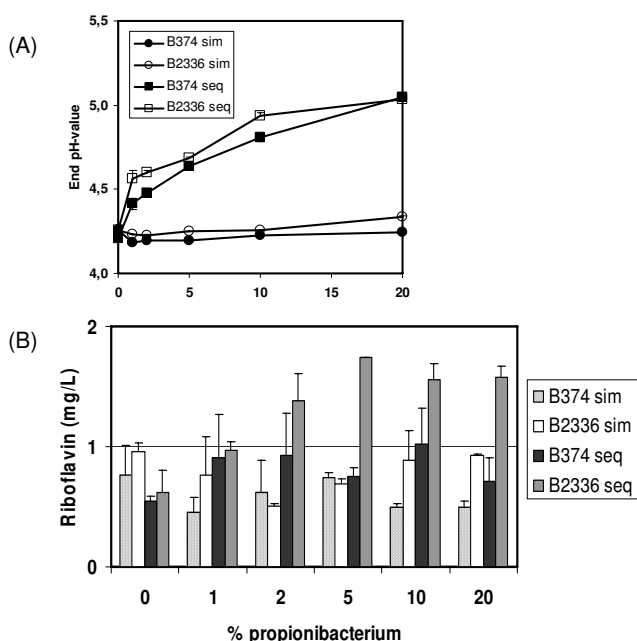 (A)
5,5
B374 sim
B2336 sim
B374 seq
B2336 seq
5,0
End pH-value
4,5
4,0
0 5 10 15 20
(B)
2
Riboflavin (mg/L)
1
0
0 1 2 5 10 20
% propionibacterium
B374 sim
B2336 sim
B374 seq
B2336 seq